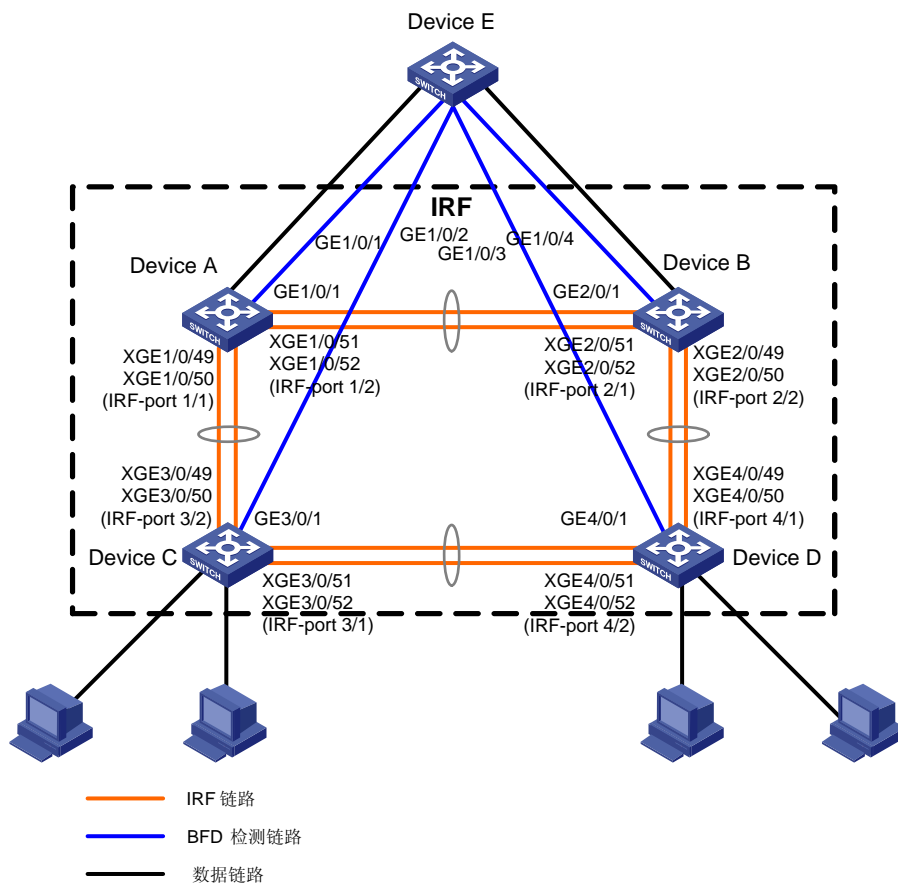 Device E
SWITCH
IRF
GE1/0/1
GE1/0/2
GE1/0/3
GE1/0/4
Device A
Device B
SWITCH
SWITCH
GE1/0/1
GE2/0/1
XGE1/0/49
XGE1/0/50
(IRF-port 1/1)
XGE1/0/51
XGE1/0/52
(IRF-port 1/2)
XGE2/0/51
XGE2/0/52
(IRF-port 2/1)
XGE2/0/49
XGE2/0/50
(IRF-port 2/2)
XGE3/0/49
XGE3/0/50
(IRF-port 3/2)
XGE4/0/49
XGE4/0/50
(IRF-port 4/1)
GE3/0/1
GE4/0/1
Device C
Device D
SWITCH
SWITCH
XGE3/0/51
XGE3/0/52
(IRF-port 3/1)
XGE4/0/51
XGE4/0/52
(IRF-port 4/2)
IRF 链路
BFD 检测链路
数据链路